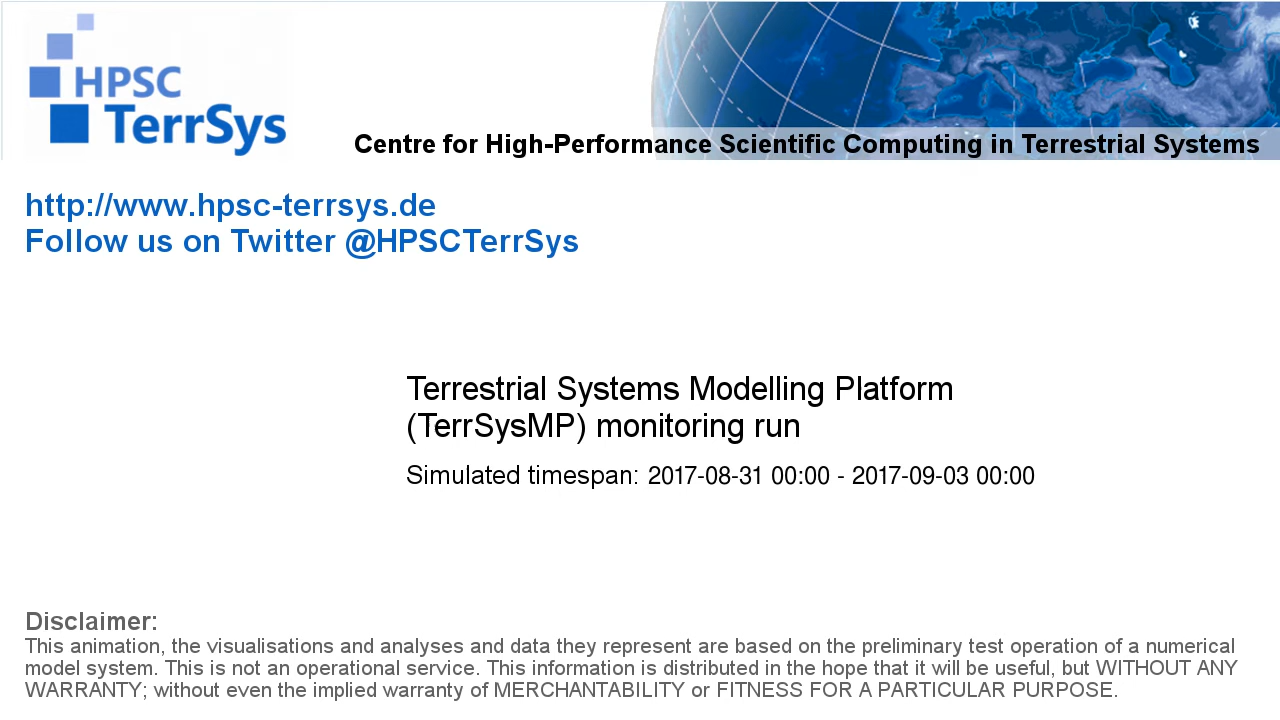 HPSC
TerrSys
Centre for High-Performance Scientific Computing in Terrestrial Systems
http://www.hpsc-terrsys.de
Follow us on Twitter @HPSCTerrSys
Terrestrial Systems Modelling Platform
(TerrSysMP) monitoring run
Simulated timespan: 2017-08-31 00:00 - 2017-09-03 00:00
Disclaimer:
This animation, the visualisations and analyses and data they represent are based on the preliminary test operation of a numerical
model system. This is not an operational service. This information is distributed in the hope that it will be useful, but WITHOUT ANY
WARRANTY; without even the implied warranty of MERCHANTABILITY or FITNESS FOR A PARTICULAR PURPOSE.